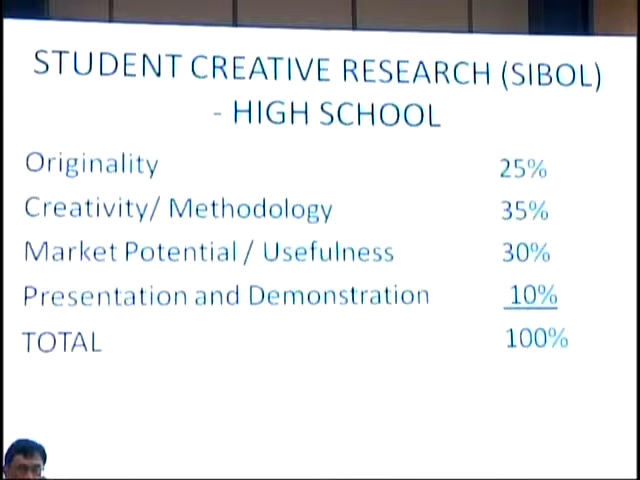 STUDENT CREATIVE RESEARCH (SIBOL)
- HIGH SCHOOL
Originality 25%
Creativity/ Methodology 35%
Market Potential / Usefulness 30%
Presentation and Demonstration 10%
TOTAL 100%